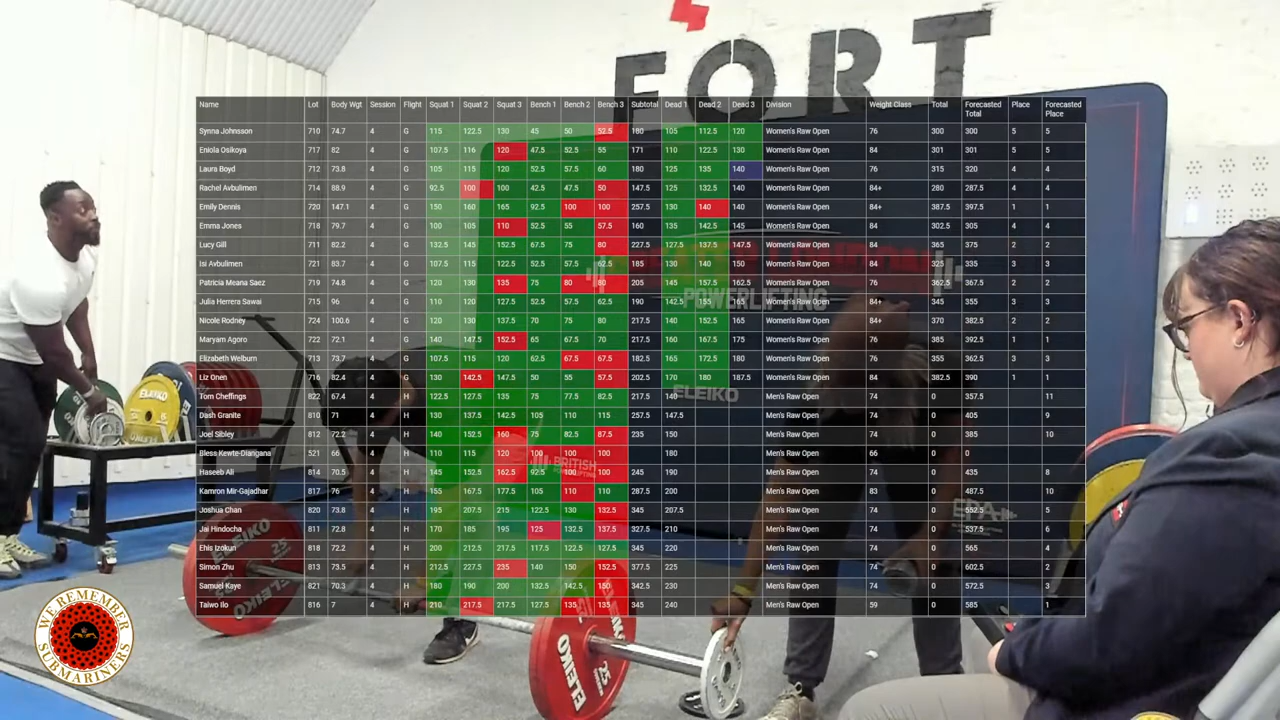 FORT
Name Lot Body Wgt Session Flight Squat 1 Squat 2 Squat 3 Bench 1 Bench 2 Bench 3 Subtotal Dead 1 Dead 2 Dead 3 Division Weight Class Total Forecasted Total Place Forecasted Place
Synna Johnsson 710 74.7 4 G 115 122.5 130 45 50 52.5 180 105 112.5 120 Women's Raw Open 76 300 300 5 5
Eniola Osikoya 717 82 4 G 107.5 116 120 47.5 52.5 55 171 110 122.5 130 Women's Raw Open 84 301 301 5 5
Laura Boyd 712 73.8 4 G 105 115 120 52.5 57.5 60 180 125 135 140 Women's Raw Open 76 315 320 4 4
Rachel Avbulimen 714 88.9 4 G 92.5 100 100 42.5 47.5 50 147.5 125 132.5 140 Women's Raw Open 84+ 280 287.5 4 4
Emily Dennis 720 147.1 4 G 150 160 165 92.5 100 100 257.5 130 140 140 Women's Raw Open 84+ 387.5 397.5 1 1
Emma Jones 718 79.7 4 G 100 105 110 52.5 55 57.5 160 135 142.5 145 Women's Raw Open 84 302.5 305 4 4
Lucy Gill 711 82.2 4 G 132.5 145 152.5 67.5 75 80 227.5 127.5 137.5 147.5 Women's Raw Open 84 365 375 2 2
Isi Avbulimen 721 83.7 4 G 107.5 115 122.5 52.5 57.5 62.5 185 130 140 150 Women's Raw Open 84 325 335 3 3
Patricia Meana Saez 719 74.8 4 G 120 130 135 75 80 80 205 145 157.5 162.5 Women's Raw Open 76 362.5 367.5 2 2
Julia Herrera Sawai 715 96 4 G 110 120 127.5 52.5 57.5 62.5 190 142.5 155 165 Women's Raw Open 84+ 345 355 3 3
Nicole Rodney 724 100.6 4 G 120 130 137.5 70 75 80 217.5 140 152.5 165 Women's Raw Open 84+ 370 382.5 2 2
Maryam Agoro 722 72.1 4 G 140 147.5 152.5 65 67.5 70 217.5 165 167.5 175 Women's Raw Open 76 385 392.5 1 1
Elizabeth Welburn 713 73.7 4 G 107.5 115 120 62.5 67.5 67.5 182.5 165 172.5 180 Women's Raw Open 76 355 362.5 3 3
Liz Onen 716 82.4 4 G 130 142.5 147.5 50 55 57.5 202.5 170 180 187.5 Women's Raw Open 84 382.5 390 1 1
Tom Cheffings 822 67.4 4 H 122.5 127.5 135 75 77.5 82.5 217.5 140 Men's Raw Open 74 0 357.5 11
Dash Granite 810 71 4 H 130 137.5 142.5 105 110 115 257.5 147.5 Men's Raw Open 74 0 405 9
Joel Sibley 812 72.2 4 H 140 152.5 160 75 82.5 87.5 235 150 Men's Raw Open 74 0 385 10
Bless Kewte-Diangana 521 66 4 H 110 115 120 100 100 100 180 Men's Raw Open 66 0 0
Haseeb Ali 814 70.5 4 H 145 152.5 162.5 92.5 100 100 245 190 Men's Raw Open 74 0 435 8
Kamron Mir-Gajadhar 817 76 4 H 155 167.5 177.5 105 110 110 287.5 200 Men's Raw Open 83 0 487.5 10
Joshua Chan 820 73.8 4 H 195 207.5 215 122.5 130 132.5 345 207.5 Men's Raw Open 74 0 552.5 5
Jai Hindocha 811 72.8 4 H 170 185 195 125 132.5 137.5 327.5 210 Men's Raw Open 74 0 537.5 6
Ehis Izokun 818 72.2 4 H 200 212.5 217.5 117.5 122.5 127.5 345 220 Men's Raw Open 74 0 565 4
Simon Zhu 813 73.5 4 H 212.5 227.5 235 140 150 152.5 377.5 225 Men's Raw Open 74 0 602.5 2
Samuel Kaye 821 70.3 4 H 180 190 200 132.5 142.5 150 342.5 230 Men's Raw Open 74 0 572.5 3
Taiwo Ilo 816 7 4 H 210 217.5 217.5 127.5 135 135 345 240 Men's Raw Open 59 0 585 1
POWERLIFTING
ELEIKO
ELEIKO
BRITISH
EPA
ELEIKO 25
ELEIKO 25
WE REMEMBER SUBMARINERS